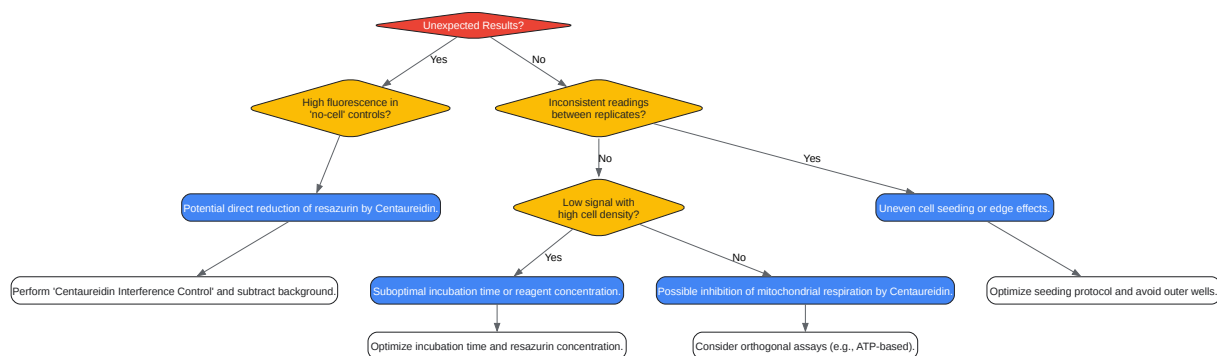 Unexpected Results?
Yes
No
High fluorescence in
'no-cell' controls?
Inconsistent readings
between replicates?
No
Yes
Potential direct reduction of resazurin by Centaureidin.
Low signal with
high cell density?
Uneven cell seeding or edge effects.
Yes
No
Perform 'Centaureidin Interference Control' and subtract background.
Suboptimal incubation time or reagent concentration.
Possible inhibition of mitochondrial respiration by Centaureidin.
Optimize seeding protocol and avoid outer wells.
Optimize incubation time and resazurin concentration.
Consider orthogonal assays (e.g., ATP-based).